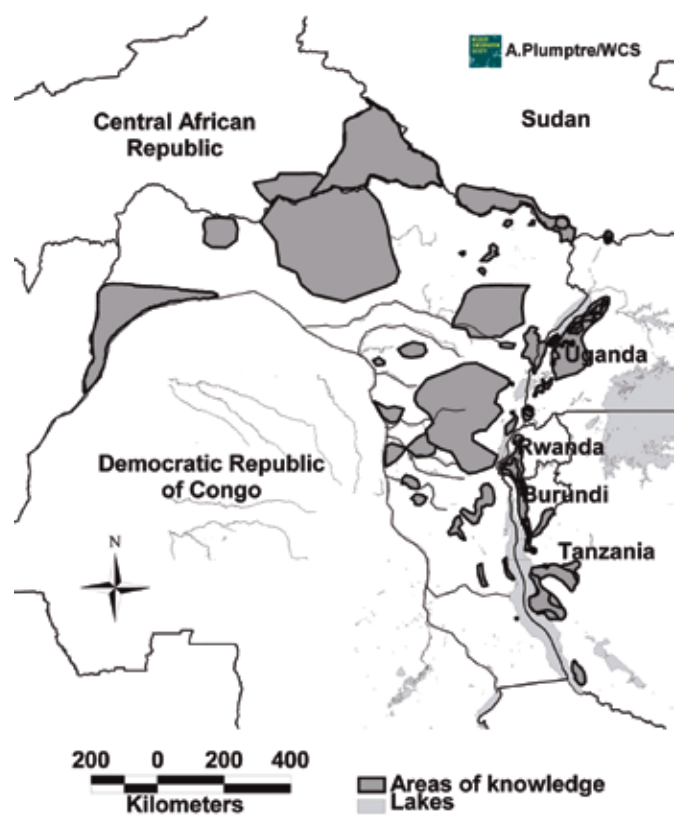 A.Plumptre/WCS
Central African
Republic
Sudan
Uganda
Rwanda
Democratic Republic
of Congo
Burundi
Tanzania
N
200 0 200 400
Kilometers
Areas of knowledge
Lakes